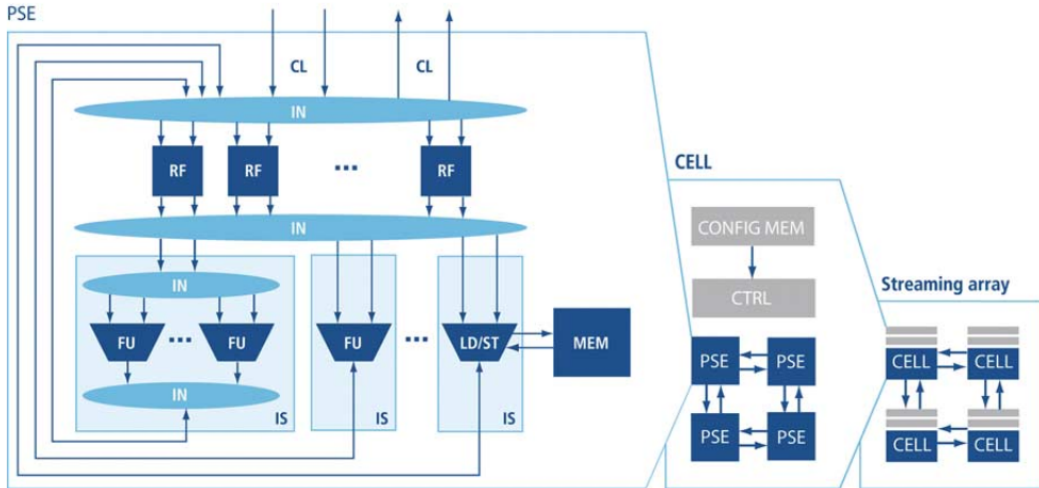 PSE
CL CL
IN
RF RF ... RF
IN
IN
FU ... FU FU ... LD/ST MEM
IN
IS IS IS
CELL
CONFIG MEM
CTRL
PSE PSE
PSE PSE
Streaming array
CELL CELL
CELL CELL